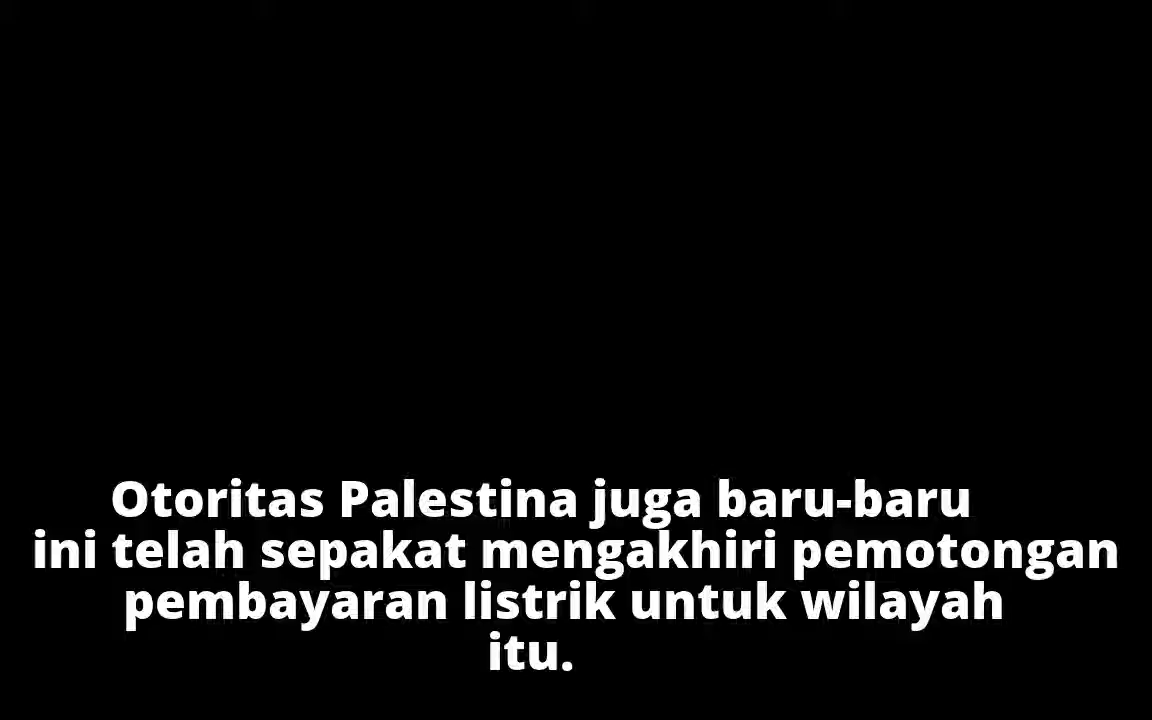 Otoritas Palestina juga baru-baru
ini telah sepakat mengakhiri pemotongan
pembayaran listrik untuk wilayah
itu.